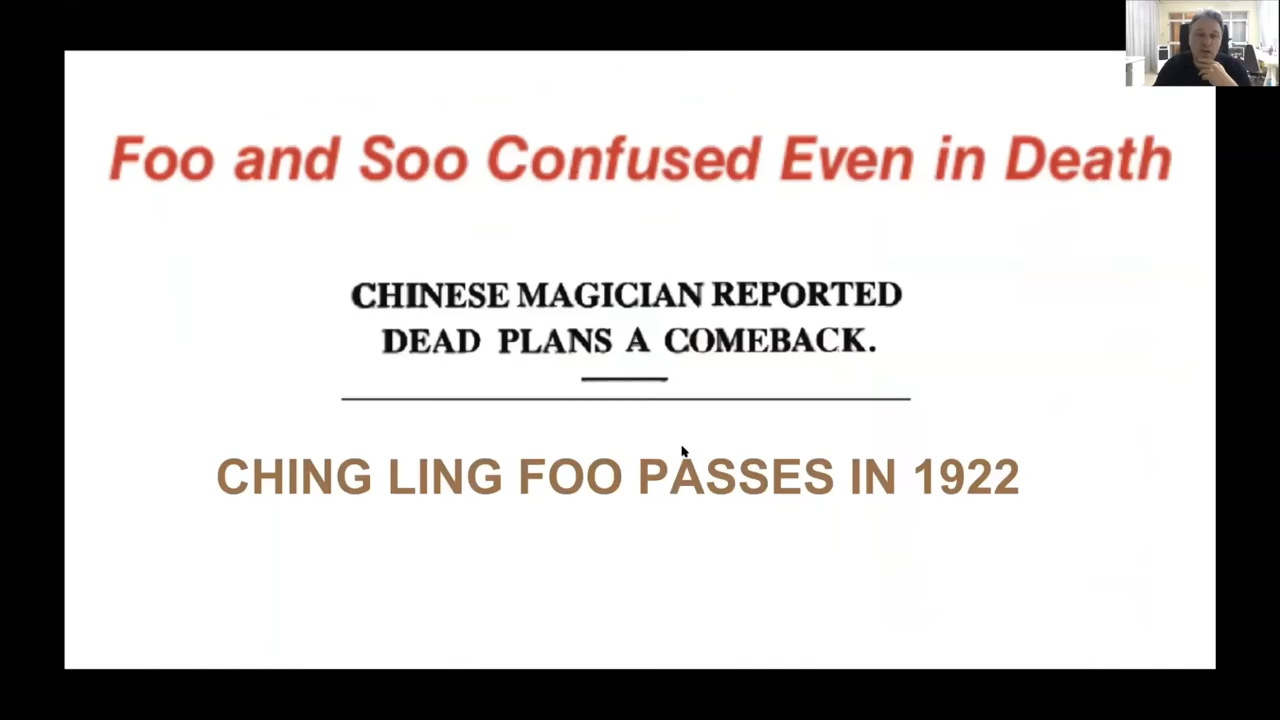 Foo and Soo Confused Even in Death
CHINESE MAGICIAN REPORTED
DEAD PLANS A COMEBACK.
CHING LING FOO PASSES IN 1922